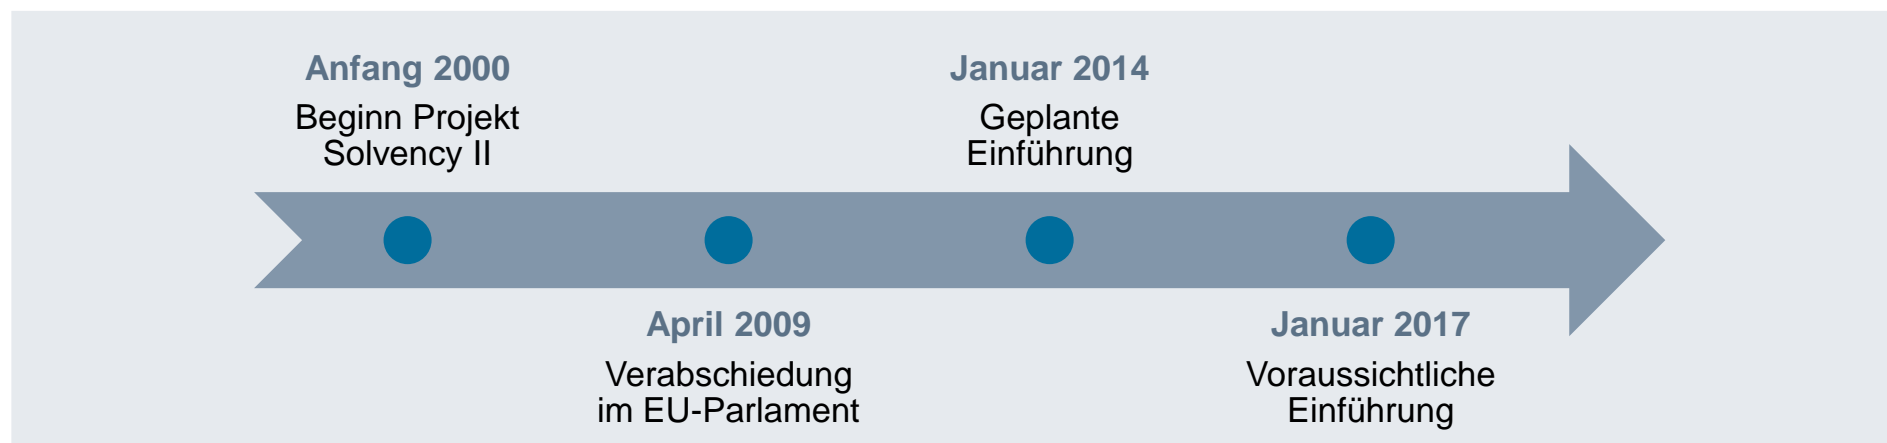 Anfang 2000
Beginn Projekt
Solvency II
April 2009
Verabschiedung
im EU-Parlament
Januar 2014
Geplante
Einführung
Januar 2017
Voraussichtliche
Einführung